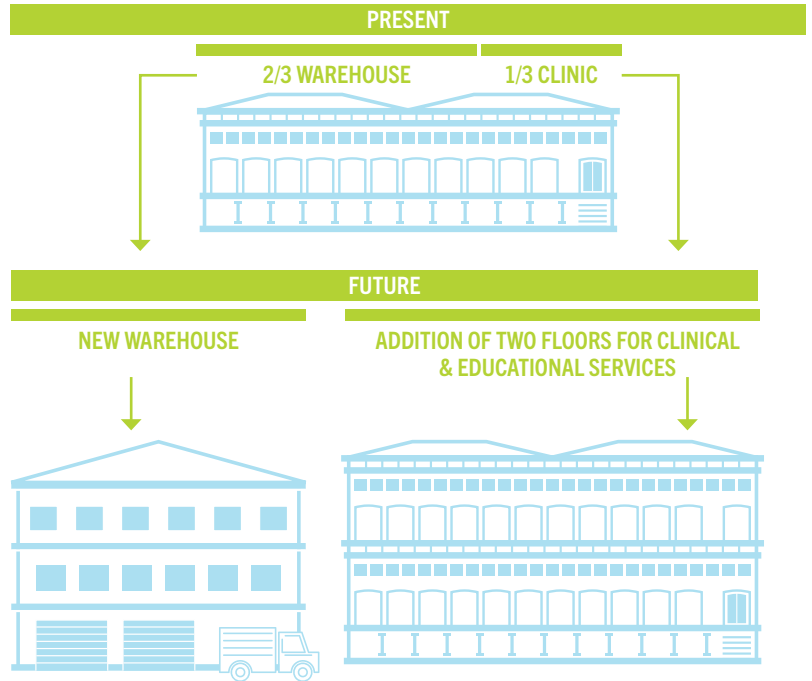 PRESENT
2/3 WAREHOUSE
1/3 CLINIC
FUTURE
NEW WAREHOUSE
ADDITION OF TWO FLOORS FOR CLINICAL
& EDUCATIONAL SERVICES